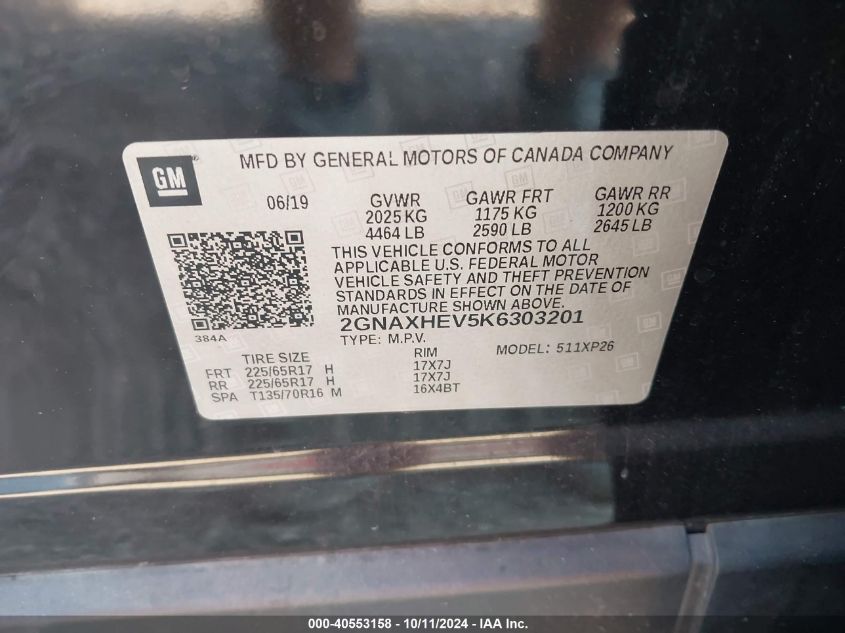 GM
MFD BY GENERAL MOTORS OF CANADA COMPANY
06/19 GVWR GAWR FRT GAWR RR
2025 KG 1175 KG 1200 KG
4464 LB 2590 LB 2645 LB
THIS VEHICLE CONFORMS TO ALL
APPLICABLE U.S. FEDERAL MOTOR
VEHICLE SAFETY AND THEFT PREVENTION
STANDARDS IN EFFECT ON THE DATE OF
MANUFACTURE SHOWN ABOVE.
2GNAXHEV5K6303201
384A
TYPE: M.P.V. MODEL: 511XP26
TIRE SIZE RIM
FRT 225/65R17 H 17X7J
RR 225/65R17 H 17X7J
SPA T135/70R16 M 16X4BT
000-40553158 - 10/11/2024 - IAA Inc.